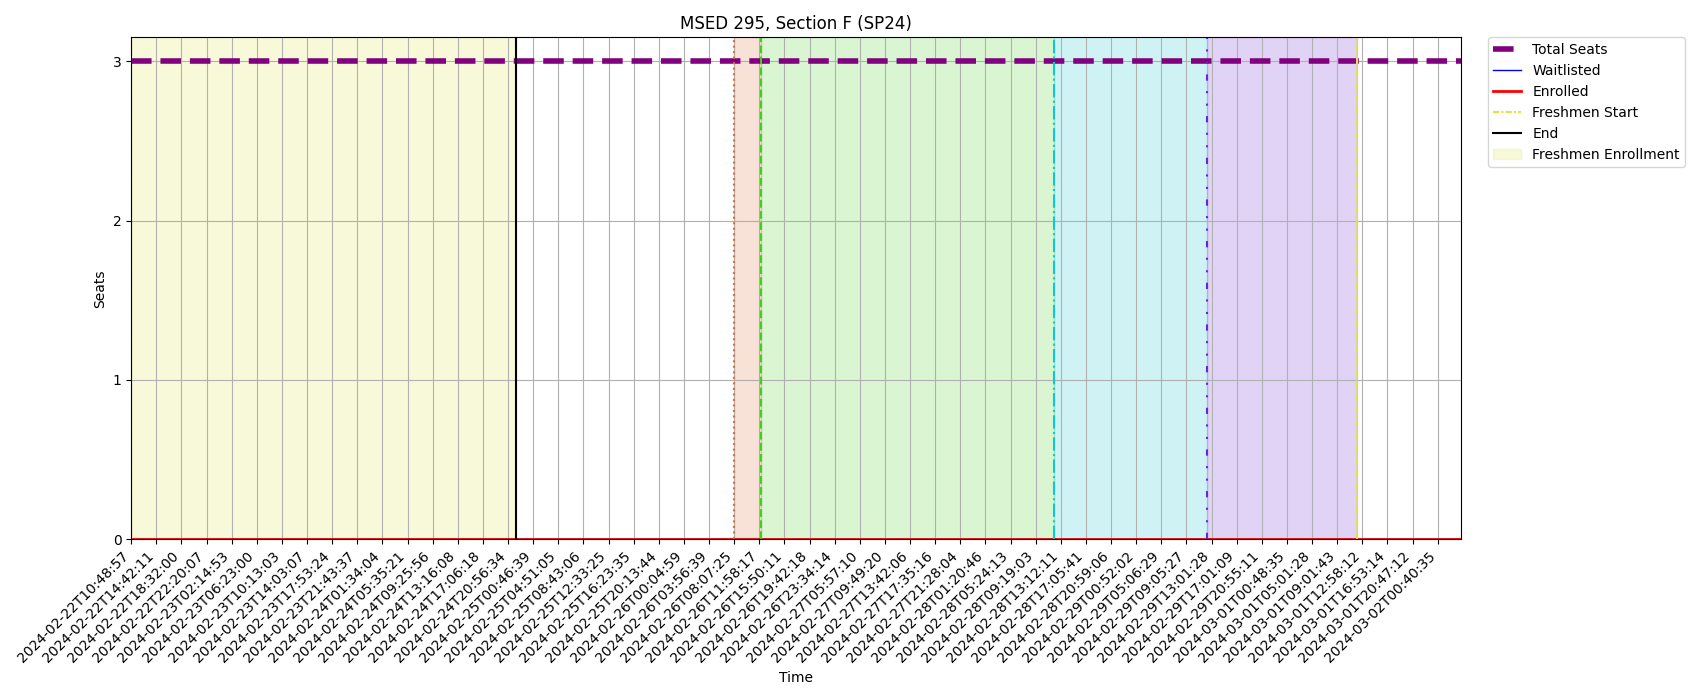 MSED 295, Section F (SP24)
Total Seats
Waitlisted
Enrolled
Freshmen Start
End
Freshmen Enrollment
Seats
3
2
1
0
2024-02-22T10:48:57
2024-02-22T14:42:11
2024-02-22T18:32:00
2024-02-22T22:20:07
2024-02-23T02:14:53
2024-02-23T06:23:00
2024-02-23T10:13:03
2024-02-23T14:03:07
2024-02-23T17:53:24
2024-02-23T21:43:37
2024-02-24T01:34:04
2024-02-24T05:35:21
2024-02-24T09:25:56
2024-02-24T13:16:08
2024-02-24T17:06:18
2024-02-24T20:56:34
2024-02-25T00:46:39
2024-02-25T04:51:05
2024-02-25T08:43:06
2024-02-25T12:33:25
2024-02-25T16:23:35
2024-02-25T20:13:44
2024-02-26T00:04:59
2024-02-26T03:56:39
2024-02-26T08:07:25
2024-02-26T11:58:17
2024-02-26T15:50:11
2024-02-26T19:42:18
2024-02-26T23:34:14
2024-02-27T05:57:10
2024-02-27T09:49:20
2024-02-27T13:42:06
2024-02-27T17:35:16
2024-02-27T21:28:04
2024-02-28T01:20:46
2024-02-28T05:24:13
2024-02-28T09:19:03
2024-02-28T13:12:11
2024-02-28T17:05:41
2024-02-28T20:59:06
2024-02-29T00:52:02
2024-02-29T05:06:29
2024-02-29T09:05:27
2024-02-29T13:01:28
2024-02-29T17:01:09
2024-02-29T20:55:11
2024-03-01T00:48:35
2024-03-01T05:01:28
2024-03-01T09:01:43
2024-03-01T12:58:12
2024-03-01T16:53:14
2024-03-01T20:47:12
2024-03-02T00:40:35
Time